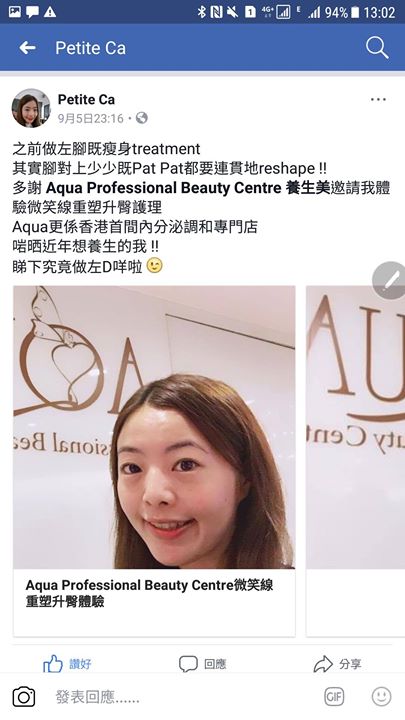 94% 13:02
Petite Ca
Petite Ca
9月5日23:16
之前做左腳既瘦身treatment
其實腳對上少少既Pat Pat都要連貫地reshape !!
多謝 Aqua Professional Beauty Centre 養生美邀請我體
驗微笑線重塑升臀護理
Aqua更係香港首間內分泌調和專門店
啱晒近年想養生的我 !!
睇下究竟做左D咩啦
Aqua Professional Beauty Centre微笑線
重塑升臀體驗
讚好 回應 分享
發表回應...... GIF